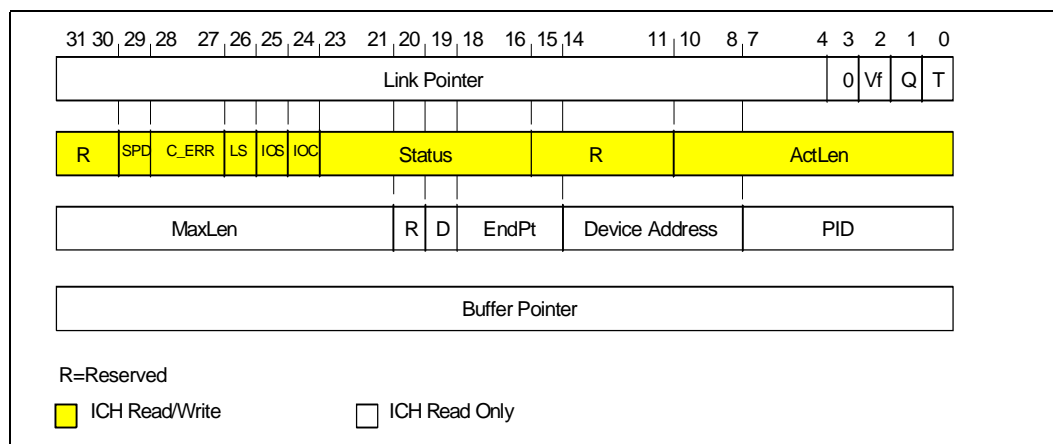 31 30 29 28 27 26 25 24 23 21 20 19 18 16 15 14 11 10 8 7 4 3 2 1 0
Link Pointer 0 Vf Q T
R SPD C_ERR LS IOS IOC Status R ActLen
MaxLen R D EndPt Device Address PID
Buffer Pointer
R=Reserved
ICH Read/Write ICH Read Only